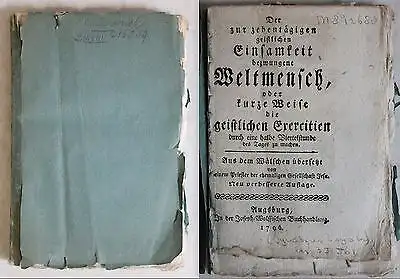 Der
zur zehentägigen
geistlichen
Einsamkeit
bezwungene
Weltmensch,
oder
kurze Weise
die
geistlichen Exercitien
durch eine halbe Viertelstunde
des Tages zu machen.
Aus dem Wälschen übersetzt
von
einem Priester der ehemaligen Gesellschaft Jesu.
Neu verbesserte Auflage.
Augsburg,
In der Joseph-Wolffischen Buchhandlung.
1796.